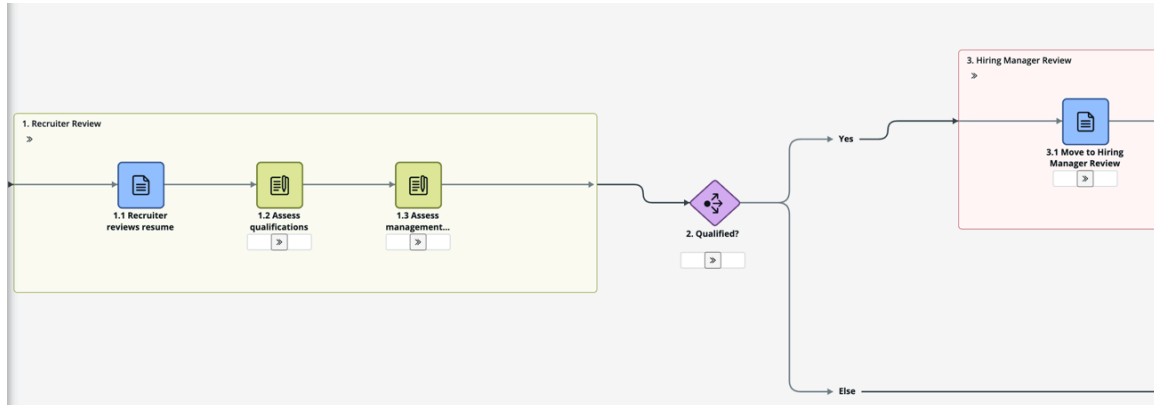 3. Hiring Manager Review
1. Recruiter Review
Yes
3.1 Move to Hiring
Manager Review
1.1 Recruiter
reviews resume
1.2 Assess
qualifications
1.3 Assess
management...
2. Qualified?
Else